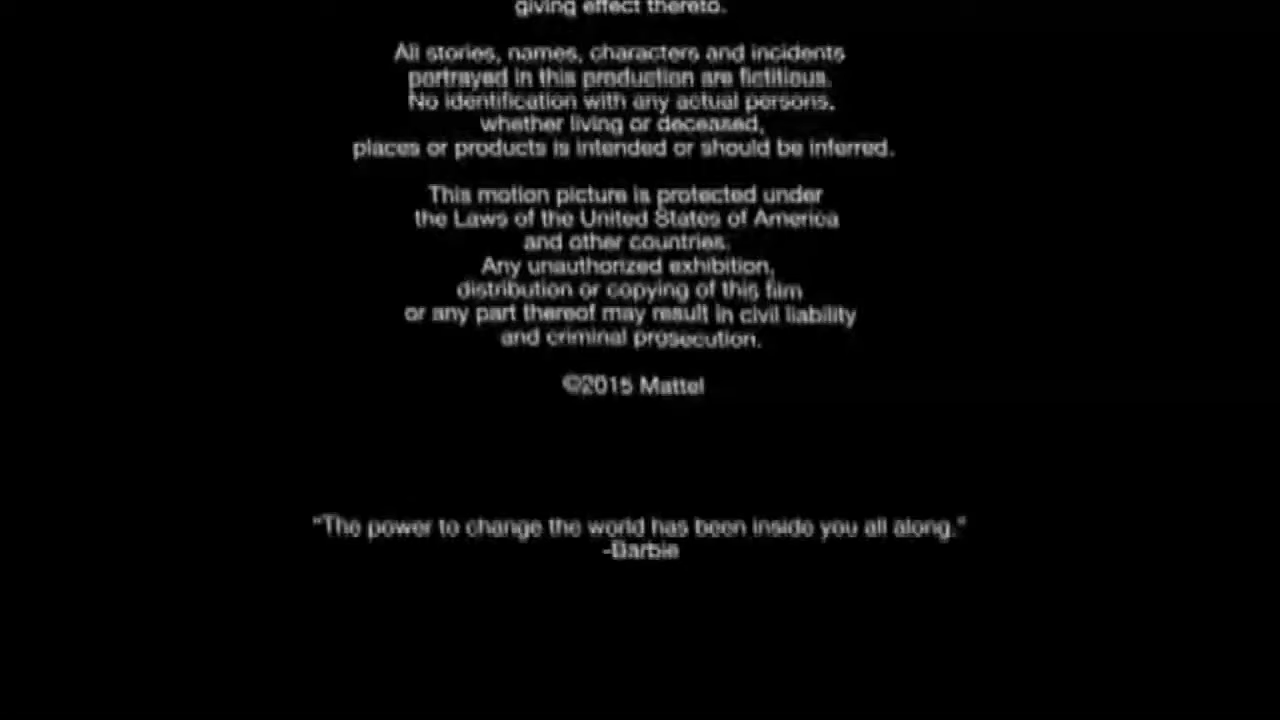 giving effect thereto.
All stories, names, characters and incidents
portrayed in this production are fictitious.
No identification with any actual persons,
whether living or deceased,
places or products is intended or should be inferred.
This motion picture is protected under
the Laws of the United States of America
and other countries.
Any unauthorized exhibition,
distribution or copying of this film
or any part thereof may result in civil liability
and criminal prosecution.
©2015 Mattel
"The power to change the world has been inside you all along."
-Barbie